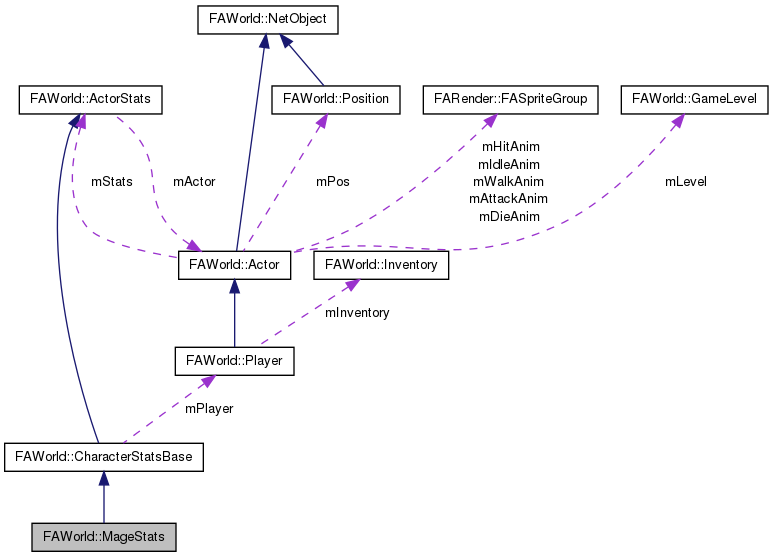 FAWorld::NetObject
FAWorld::ActorStats
FAWorld::Position
FARender::FASpriteGroup
FAWorld::GameLevel
mHitAnim
mIdleAnim
mWalkAnim
mAttackAnim
mDieAnim
mStats
mActor
mPos
mLevel
FAWorld::Actor
FAWorld::Inventory
mInventory
FAWorld::Player
mPlayer
FAWorld::CharacterStatsBase
FAWorld::MageStats